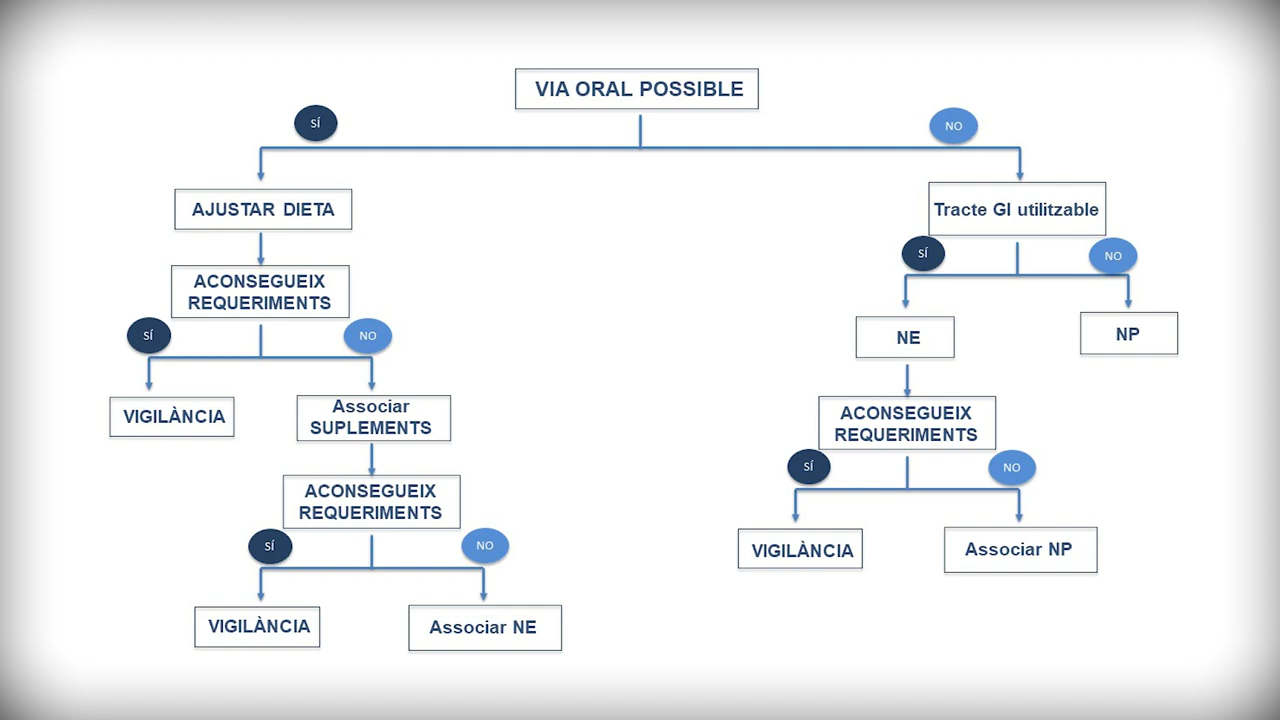 VIA ORAL POSSIBLE
SÍ
NO
AJUSTAR DIETA
Tracte GI utilitzable
SÍ
NO
ACONSEGUEIX
REQUERIMENTS
NE
NP
SÍ
NO
VIGILÀNCIA
Associar
SUPLEMENTS
ACONSEGUEIX
REQUERIMENTS
SÍ
NO
ACONSEGUEIX
REQUERIMENTS
SÍ
NO
VIGILÀNCIA
Associar NP
VIGILÀNCIA
Associar NE